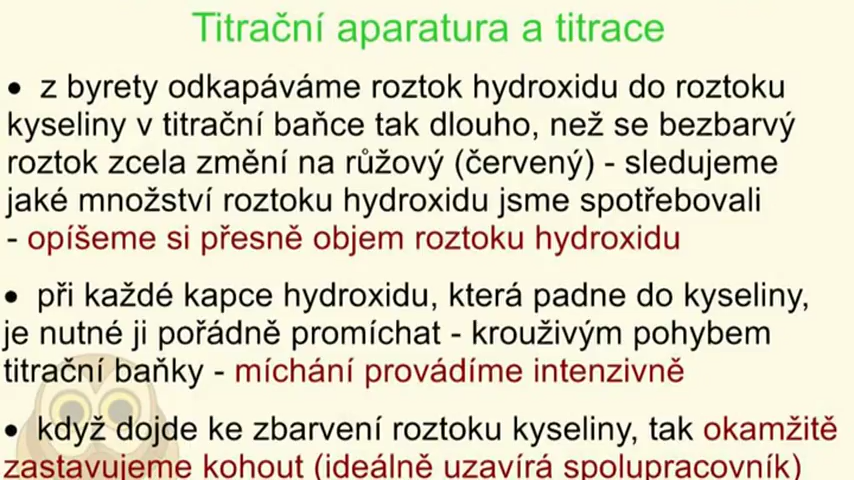 Titrační aparatura a titrace
• z byrety odkapáváme roztok hydroxidu do roztoku
kyseliny v titrační baňce tak dlouho, než se bezbarvý
roztok zcela změní na růžový (červený) - sledujeme
jaké množství roztoku hydroxidu jsme spotřebovali
- opíšeme si přesně objem roztoku hydroxidu
• při každé kapce hydroxidu, která padne do kyseliny,
je nutné ji pořádně promíchat - krouživým pohybem
titrační baňky - míchání provádíme intenzivně
• když dojde ke zbarvení roztoku kyseliny, tak okamžitě
zastavujeme kohout (ideálně uzavírá spolupracovník)